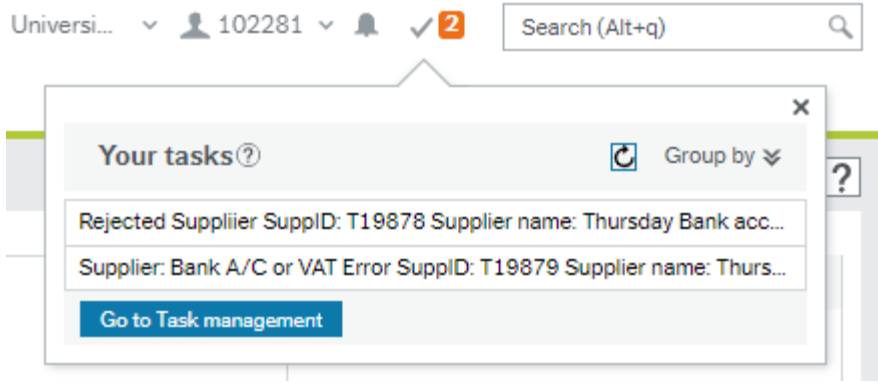 Universi... 102281 2 Search (Alt+q)
Your tasks ? Group by
?
Rejected Suppliier SuppID: T19878 Supplier name: Thursday Bank acc...
Supplier: Bank A/C or VAT Error SuppID: T19879 Supplier name: Thurs...
Go to Task management